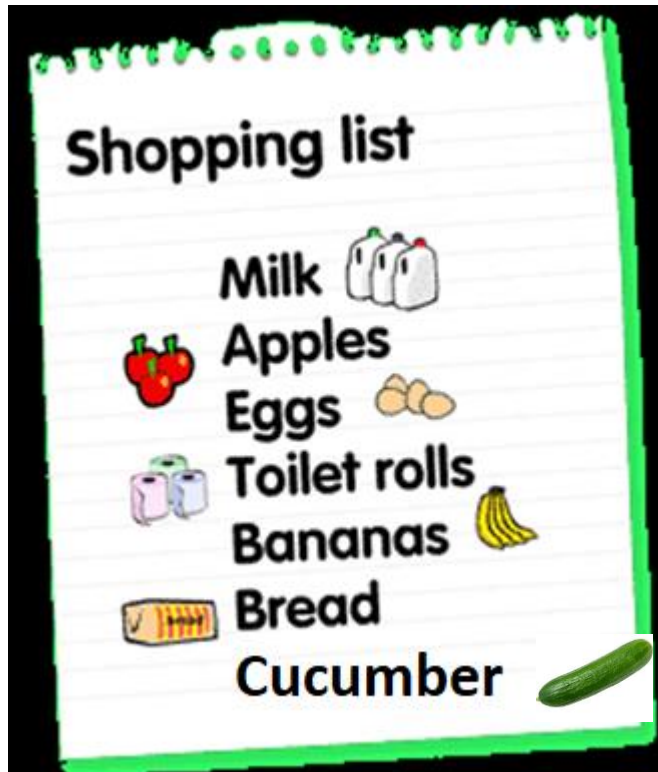 Shopping list
Milk
Apples
Eggs
Toilet rolls
Bananas
Bread
Cucumber